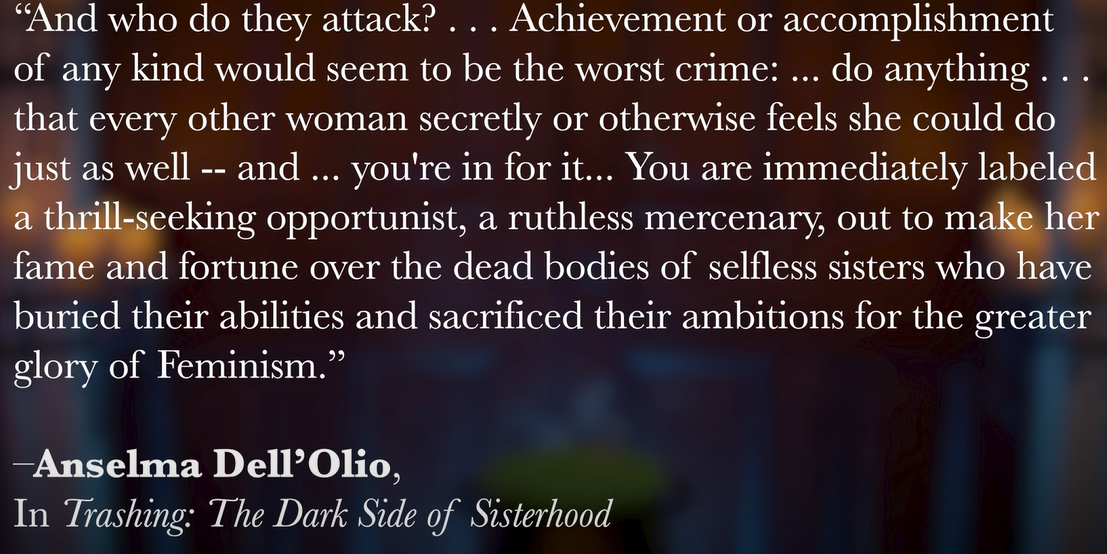 “And who do they attack? . . . Achievement or accomplishment
of any kind would seem to be the worst crime: ... do anything . . .
that every other woman secretly or otherwise feels she could do
just as well -- and ... you're in for it... You are immediately labeled
a thrill-seeking opportunist, a ruthless mercenary, out to make her
fame and fortune over the dead bodies of selfless sisters who have
buried their abilities and sacrificed their ambitions for the greater
glory of Feminism.”
–Anselma Dell’Olio,
In Trashing: The Dark Side of Sisterhood